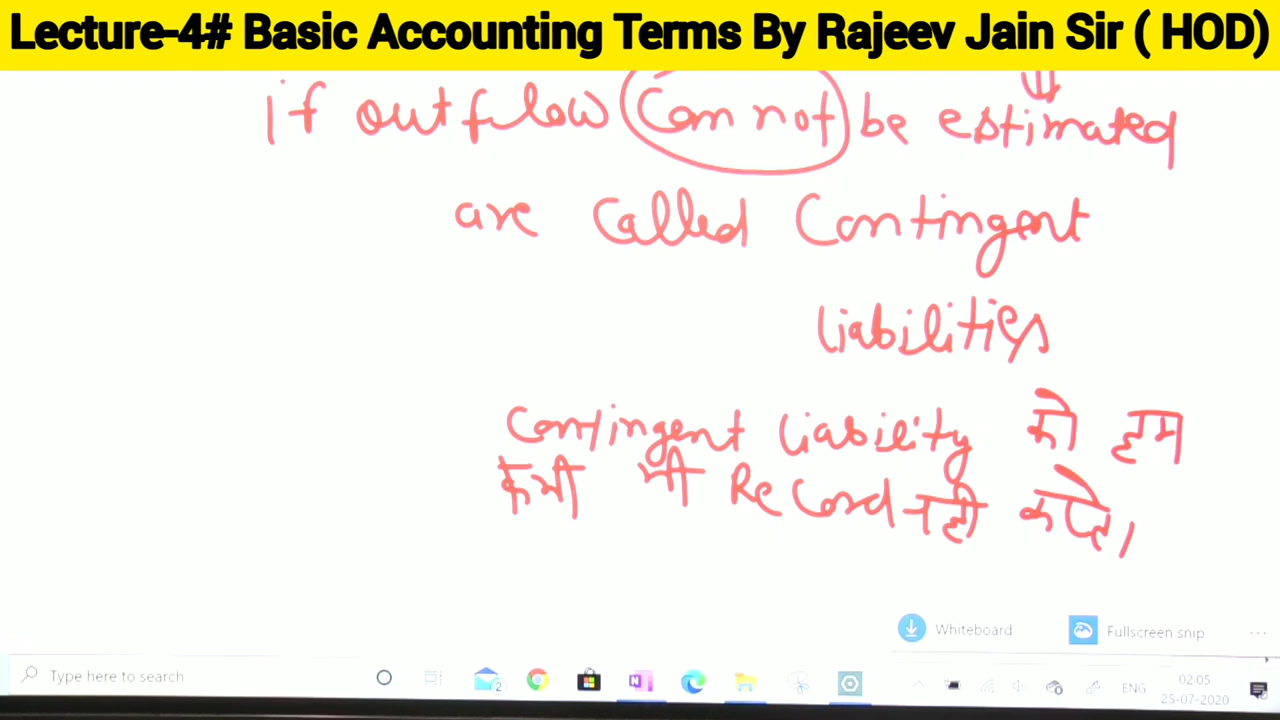 Lecture-4# Basic Accounting Terms By Rajeev Jain Sir ( HOD)
if outflow Can not be estimated
are called Contingent
liabilities
Contingent liability को हम
कभी भी Record नही करते।
Whiteboard
Fullscreen snip
Type here to search
2
ENG
02:05
25-07-2020